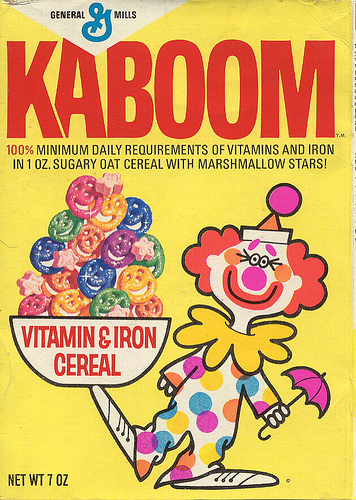 GENERAL G MILLS
KABOOM
T.M.
100% MINIMUM DAILY REQUIREMENTS OF VITAMINS AND IRON
IN 1 OZ. SUGARY OAT CEREAL WITH MARSHMALLOW STARS!
VITAMIN & IRON
CEREAL
NET WT 7 OZ
©